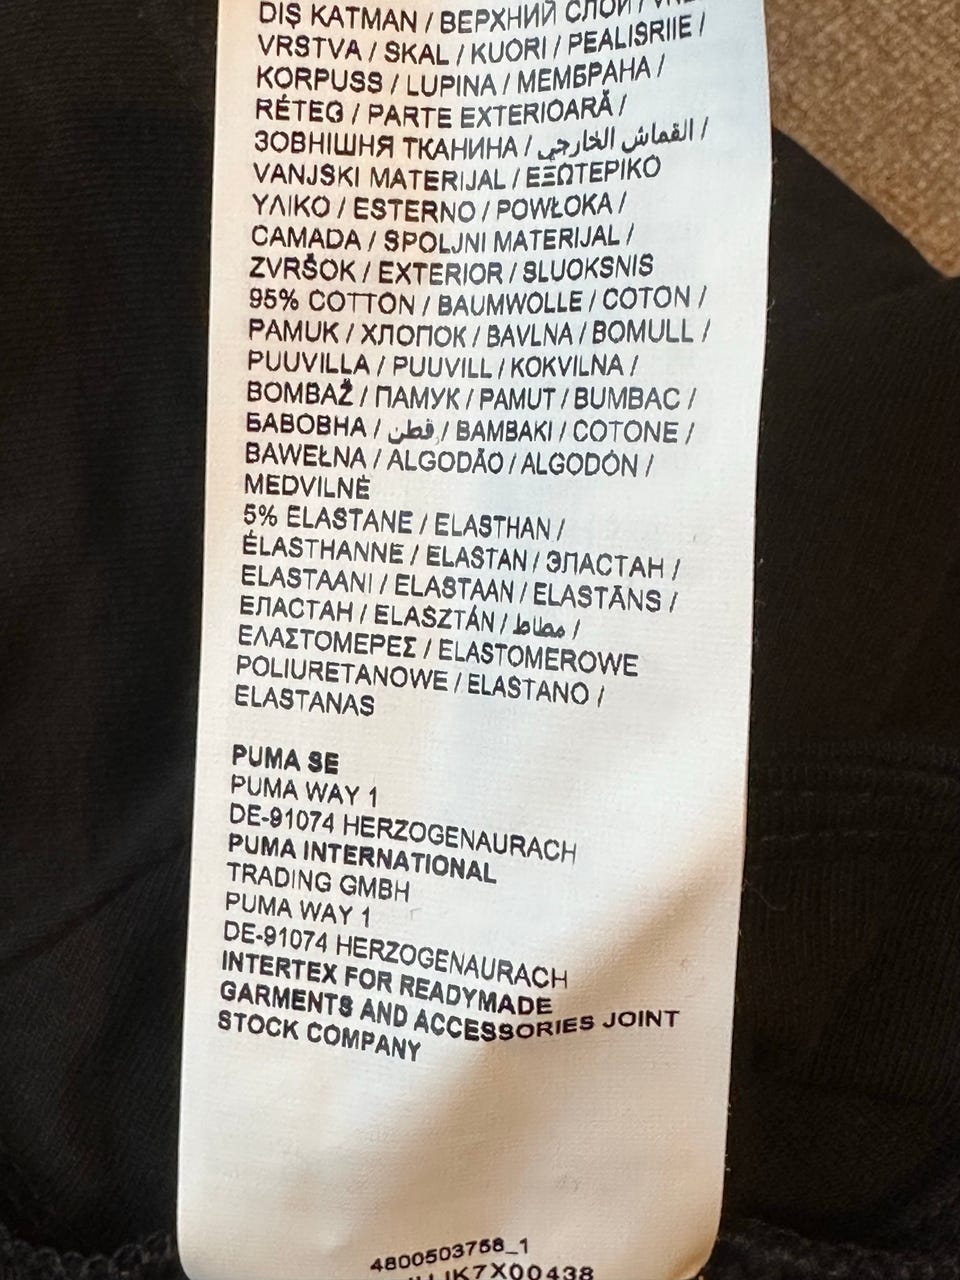 DIŞ KATMAN / ВЕРХНИЙ СЛОЙ /
VRSTVA / SKAL / KUORI / PEALISRIIE /
KORPUSS / LUPINA / МЕМБРАНА /
RÉTEG / PARTE EXTERIOARĂ /
ЗОВНІШНЯ ТКАНИНА / القماش الخارجي /
VANJSKI MATERIJAL / ΕΞΩΤΕΡΙΚΟ
ΥΛΙΚΟ / ESTERNO / POWŁOKA /
CAMADA / SPOLJNI MATERIJAL /
ZVRŠOK / EXTERIOR / SLUOKSNIS
95% COTTON / BAUMWOLLE / COTON /
PAMUK / ХЛОПОК / BAVLNA / BOMULL /
PUUVILLA / PUUVILL / KOKVILNA /
BOMBAŽ / ПАМУК / PAMUT / BUMBAC /
БАВОВНА / قطن / BAMBAKI / COTONE /
BAWEŁNA / ALGODÃO / ALGODÓN /
MEDVILNĖ
5% ELASTANE / ELASTHAN /
ÉLASTHANNE / ELASTAN / ЭЛАСТАН /
ELASTAANI / ELASTAAN / ELASTĀNS /
ЕЛАСТАН / ELASZTÁN / مطاط /
ΕΛΑΣΤΟΜΕΡΕΣ / ELASTOMEROWE
POLIURETANOWE / ELASTANO /
ELASTANAS
PUMA SE
PUMA WAY 1
DE-91074 HERZOGENAURACH
PUMA INTERNATIONAL
TRADING GMBH
PUMA WAY 1
DE-91074 HERZOGENAURACH
INTERTEX FOR READYMADE
GARMENTS AND ACCESSORIES JOINT
STOCK COMPANY
4800503758_1